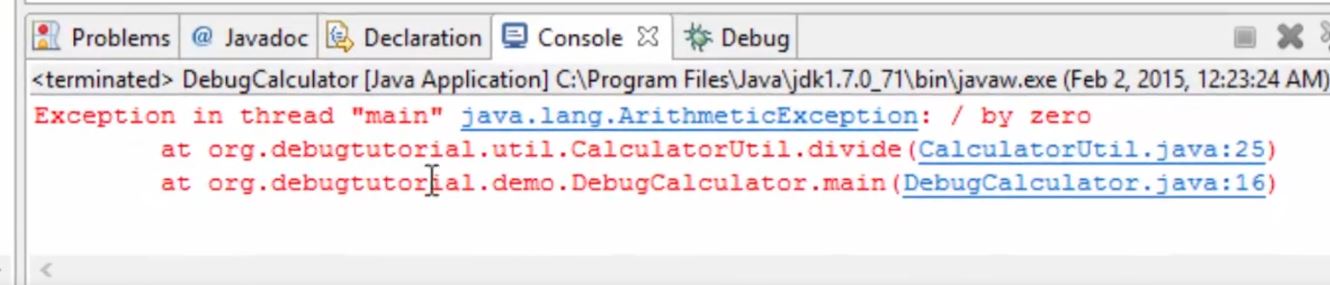 Problems @ Javadoc Declaration Console Debug
<terminated> DebugCalculator [Java Application] C:\Program Files\Java\jdk1.7.0_71\bin\javaw.exe (Feb 2, 2015, 12:23:24 AM)
Exception in thread "main" java.lang.ArithmeticException: / by zero
at org.debugtutorial.util.CalculatorUtil.divide(CalculatorUtil.java:25)
at org.debugtutorial.demo.DebugCalculator.main(DebugCalculator.java:16)